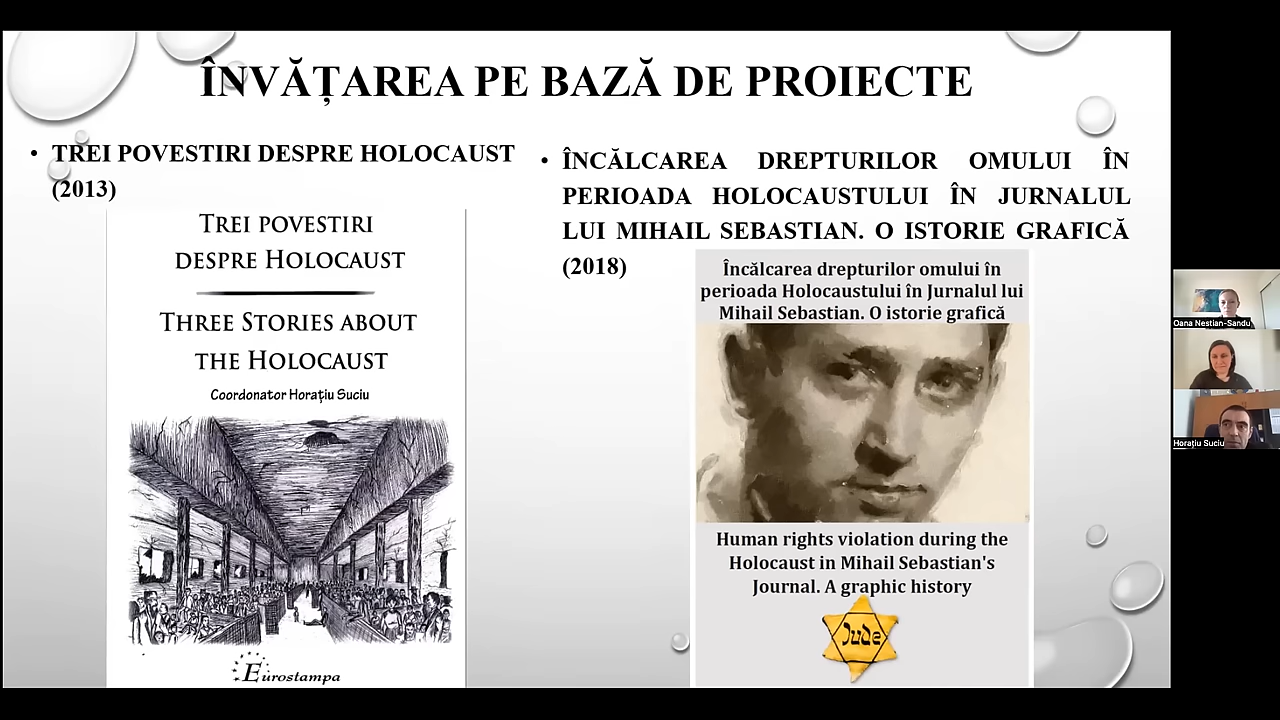 ÎNVĂȚAREA PE BAZĂ DE PROIECTE
• TREI POVESTIRI DESPRE HOLOCAUST
(2013)
TREI POVESTIRI
DESPRE HOLOCAUST
THREE STORIES ABOUT
THE HOLOCAUST
Coordonator Horațiu Suciu
Eurostampa
• ÎNCĂLCAREA DREPTURILOR OMULUI ÎN
PERIOADA HOLOCAUSTULUI ÎN JURNALUL
LUI MIHAIL SEBASTIAN. O ISTORIE GRAFICĂ
(2018)
Încălcarea drepturilor omului în
perioada Holocaustului în Jurnalul lui
Mihail Sebastian. O istorie grafică
Human rights violation during the
Holocaust in Mihail Sebastian's
Journal. A graphic history
Jude
Oana Nestian-Sandu
Horațiu Suciu